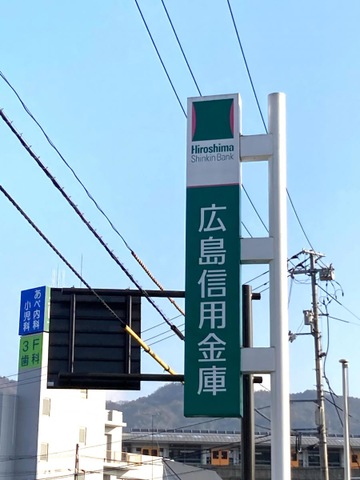 Hiroshima
Shinkin Bank
広島信用金庫
あべ内科
小児科
3F
歯科